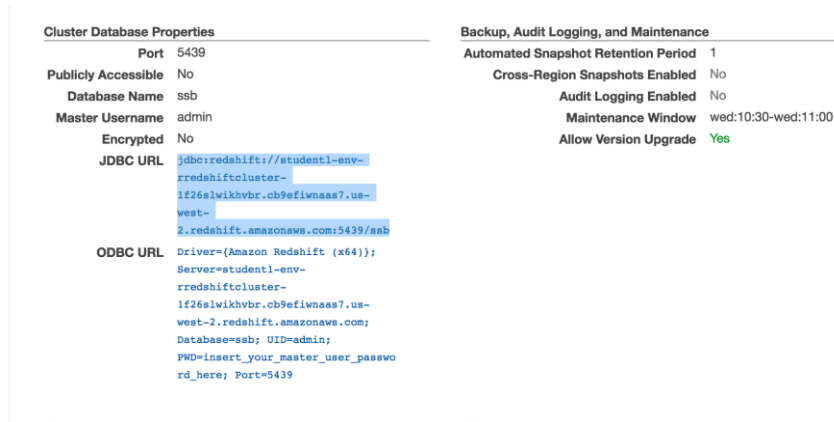 Cluster Database Properties
Port 5439
Publicly Accessible No
Database Name ssb
Master Username admin
Encrypted No
JDBC URL jdbc:redshift://student1-env-
rredshiftcluster-
1f26slwikhvbr.cb9efiwnaas7.us-
west-
2.redshift.amazonaws.com:5439/ssb
ODBC URL Driver={Amazon Redshift (x64)};
Server=student1-env-
rredshiftcluster-
1f26slwikhvbr.cb9efiwnaas7.us-
west-2.redshift.amazonaws.com;
Database=ssb; UID=admin;
PWD=insert_your_master_user_passwo
rd_here; Port=5439
Backup, Audit Logging, and Maintenance
Automated Snapshot Retention Period 1
Cross-Region Snapshots Enabled No
Audit Logging Enabled No
Maintenance Window wed:10:30-wed:11:00
Allow Version Upgrade Yes